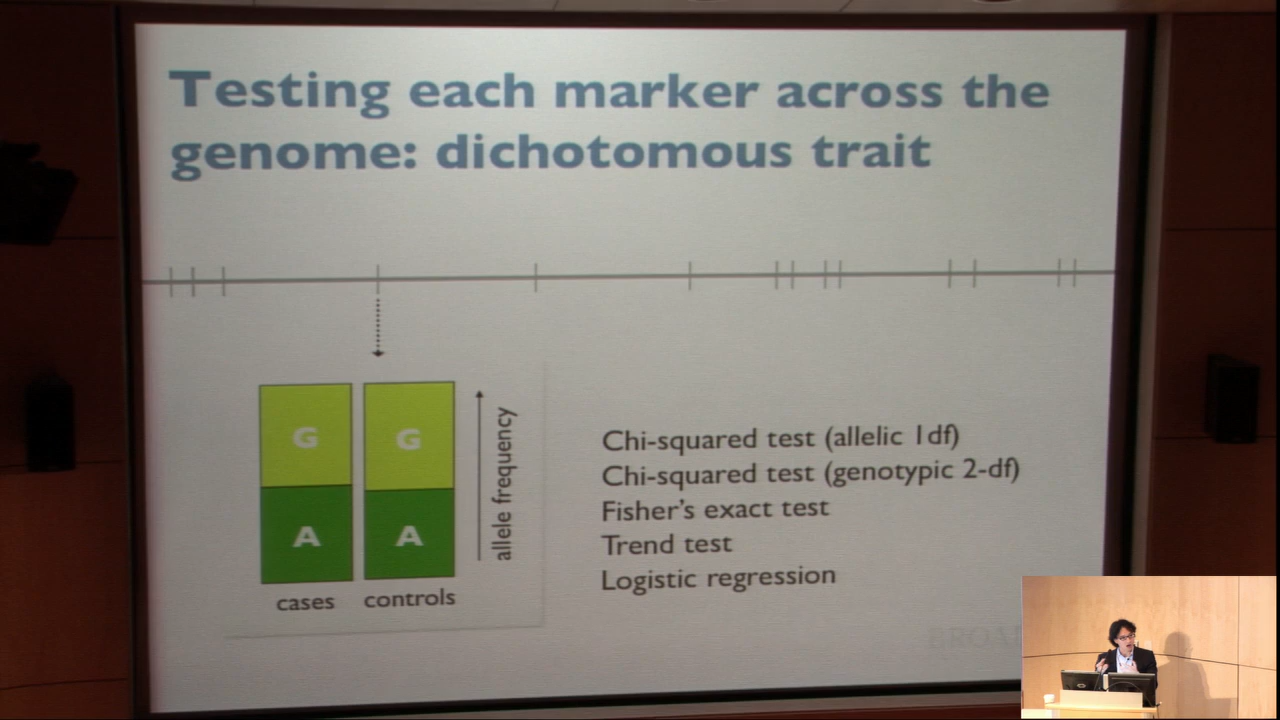 Testing each marker across the
genome: dichotomous trait
G
G
A
A
allele frequency
cases
controls
Chi-squared test (allelic 1df)
Chi-squared test (genotypic 2-df)
Fisher's exact test
Trend test
Logistic regression